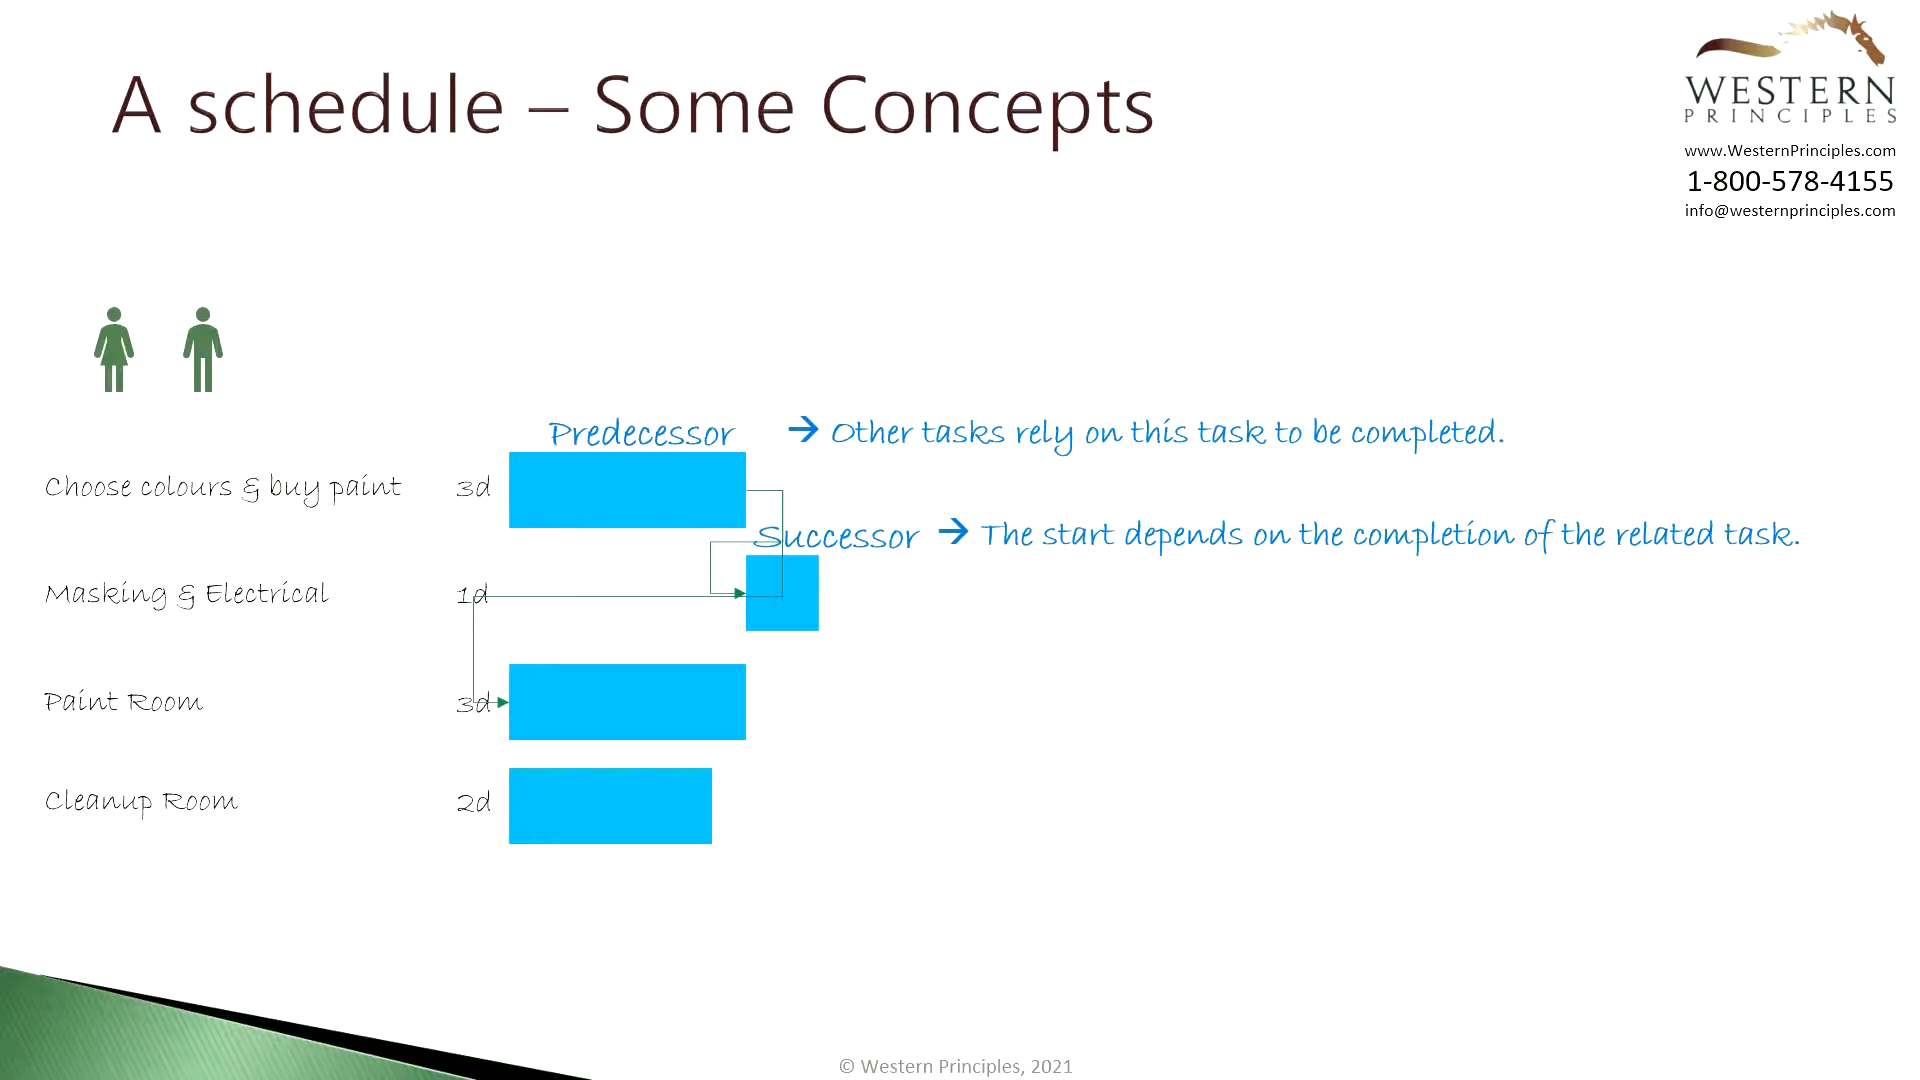 A schedule – Some Concepts
WESTERN
PRINCIPLES
www.WesternPrinciples.com
1-800-578-4155
info@westernprinciples.com
Predecessor → Other tasks rely on this task to be completed.
Choose colours & buy paint 3d
Successor → The start depends on the completion of the related task.
Masking & Electrical 1d
Paint Room 3d
Cleanup Room 2d
© Western Principles, 2021